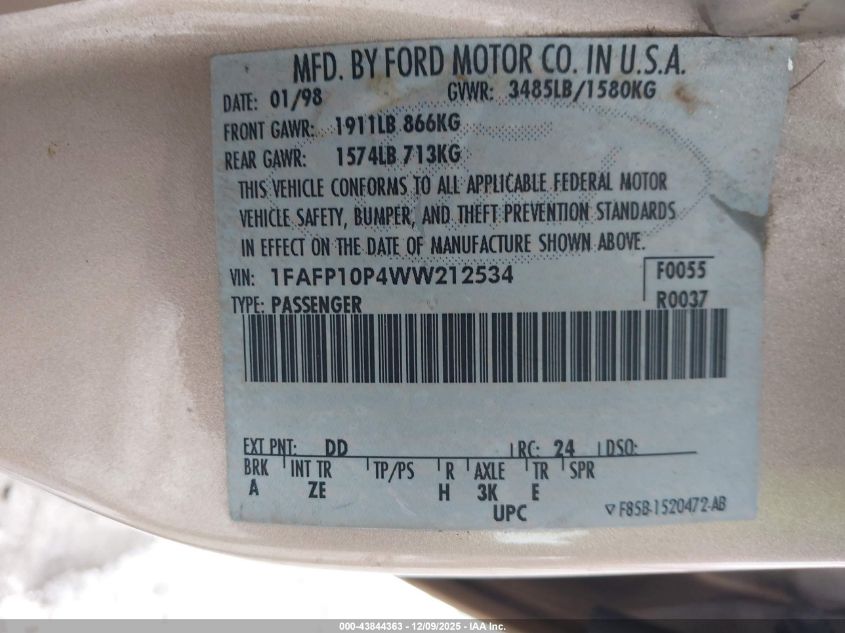 MFD. BY FORD MOTOR CO. IN U.S.A.
DATE: 01/98 GVWR: 3485LB/1580KG
FRONT GAWR: 1911LB 866KG
REAR GAWR: 1574LB 713KG
THIS VEHICLE CONFORMS TO ALL APPLICABLE FEDERAL MOTOR
VEHICLE SAFETY, BUMPER, AND THEFT PREVENTION STANDARDS
IN EFFECT ON THE DATE OF MANUFACTURE SHOWN ABOVE.
VIN: 1FAFP10P4WW212534 F0055
TYPE: PASSENGER R0037
EXT PNT: DD RC: 24 DSO:
BRK INT TR TP/PS R AXLE TR SPR
A ZE H 3K E
UPC F85B-1520472-AB
000-43844363 | 12/09/2025 - IAA Inc.